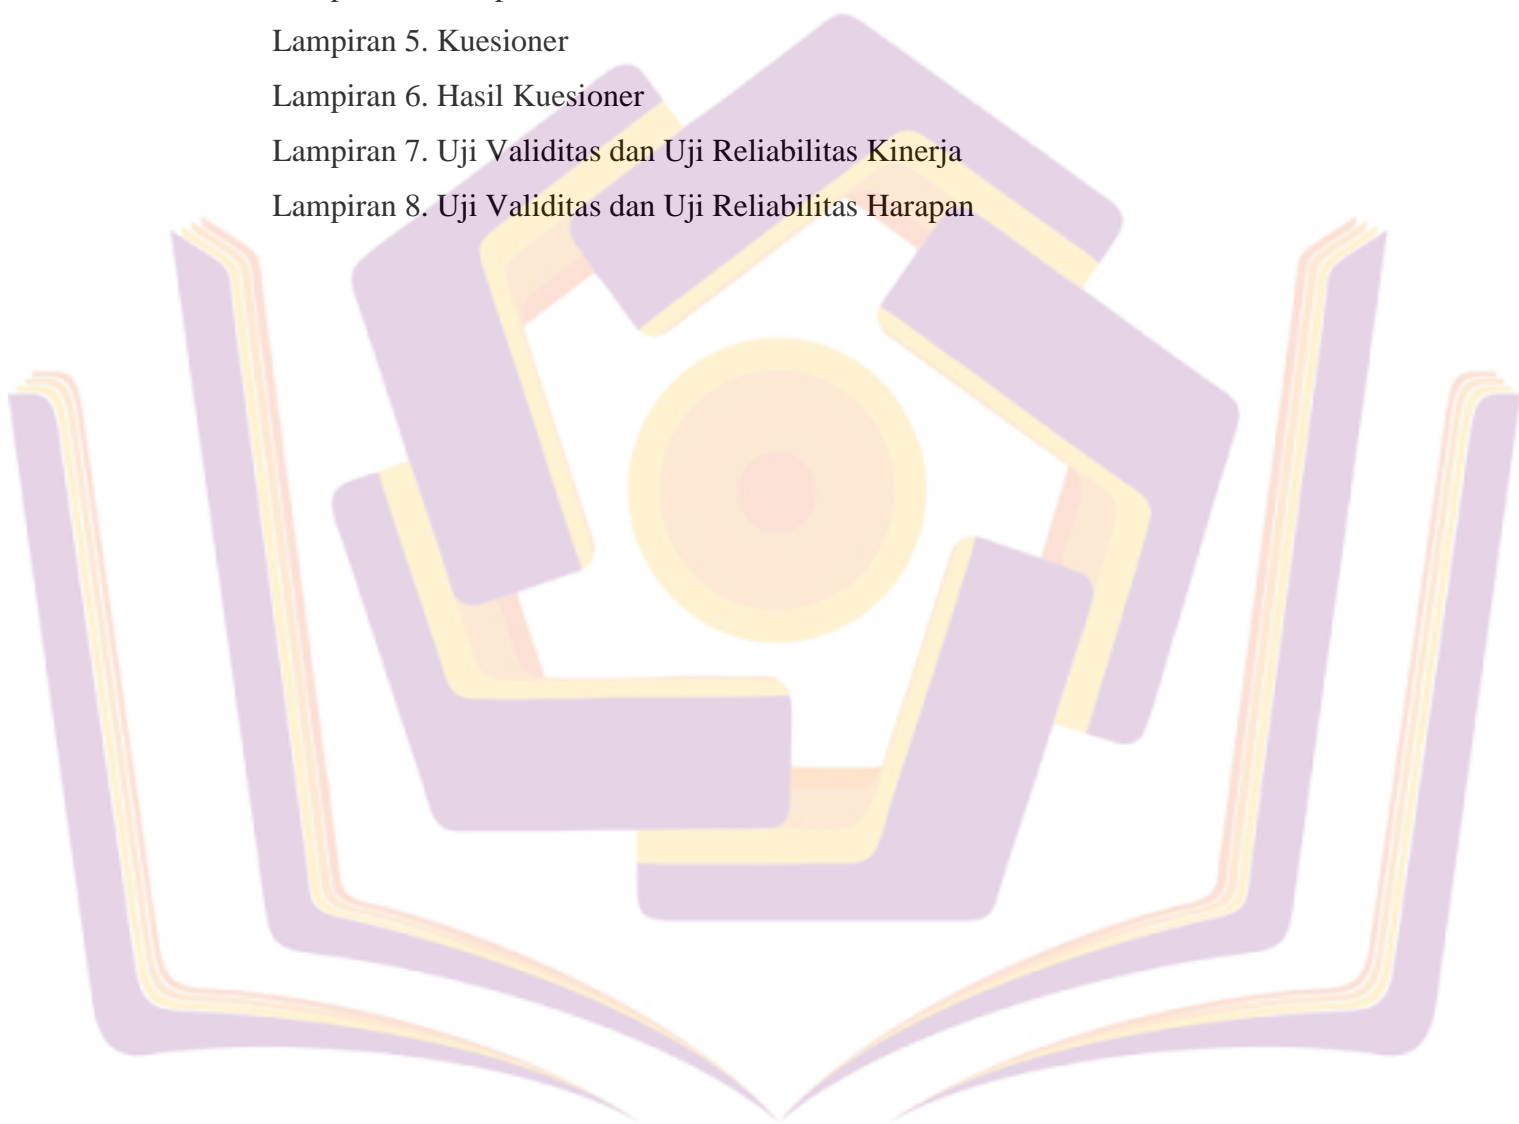 Lampiran 5. Kuesioner
Lampiran 6. Hasil Kuesioner
Lampiran 7. Uji Validitas dan Uji Reliabilitas Kinerja
Lampiran 8. Uji Validitas dan Uji Reliabilitas Harapan